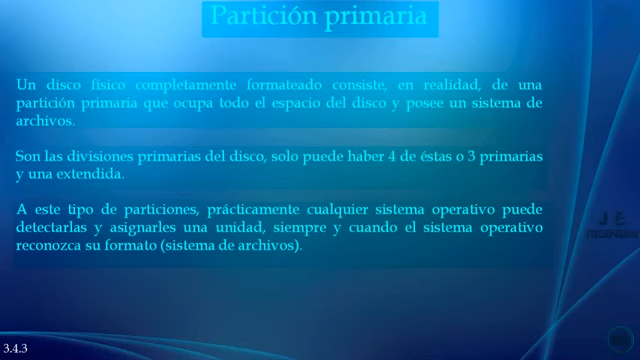 Partición primaria
Un disco físico completamente formateado consiste, en realidad, de una
partición primaria que ocupa todo el espacio del disco y posee un sistema de
archivos.
Son las divisiones primarias del disco, solo puede haber 4 de éstas o 3 primarias
y una extendida.
A este tipo de particiones, prácticamente cualquier sistema operativo puede
detectarlas y asignarles una unidad, siempre y cuando el sistema operativo
reconozca su formato (sistema de archivos).
J E
3.4.3